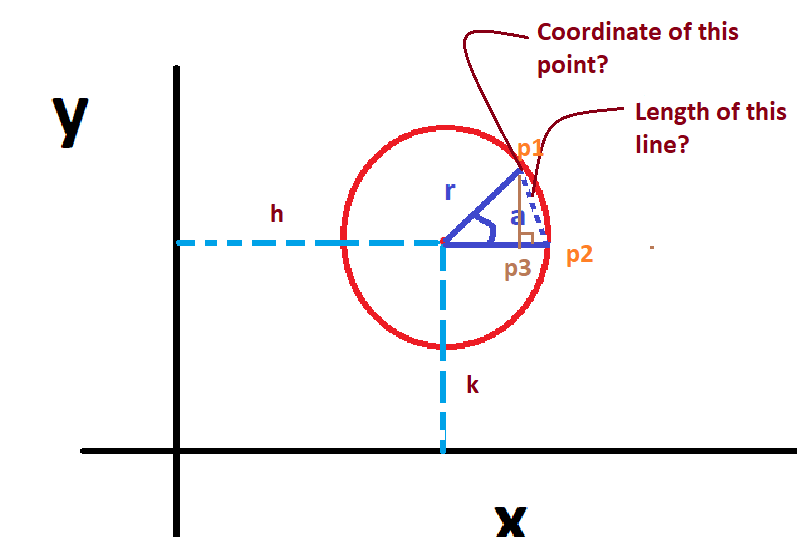 Coordinate of this
point?
y
Length of this
line?
p1
r
h
a
p2
p3
k
x